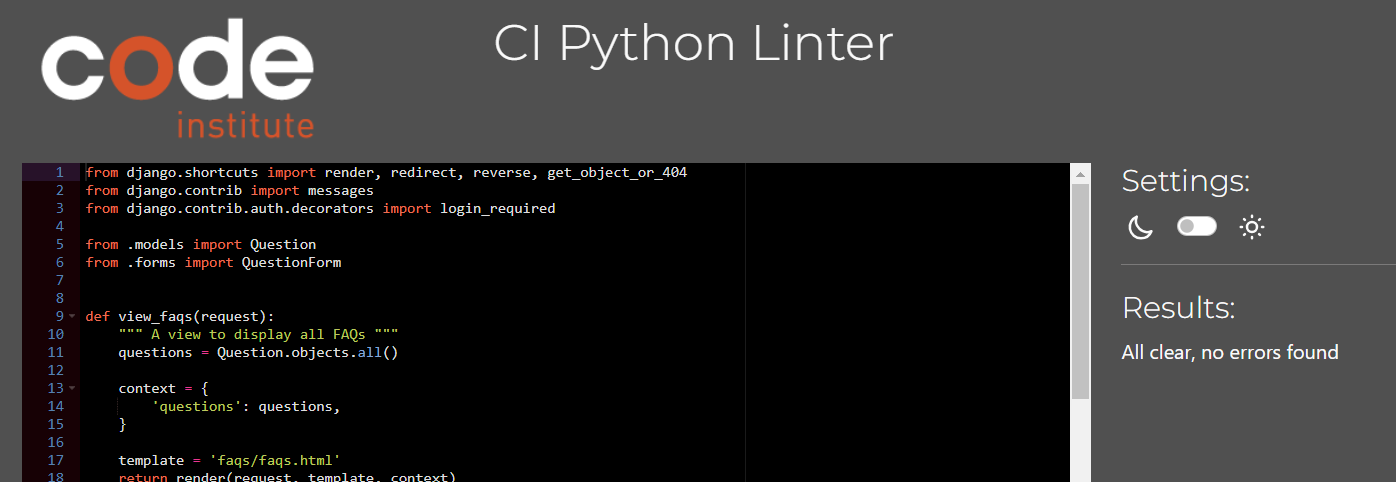 code
institute
CI Python Linter
1 from django.shortcuts import render, redirect, reverse, get_object_or_404
2 from django.contrib import messages
3 from django.contrib.auth.decorators import login_required
4
5 from .models import Question
6 from .forms import QuestionForm
7
8
9 def view_faqs(request):
10     """ A view to display all FAQs """
11     questions = Question.objects.all()
12
13     context = {
14         'questions': questions,
15     }
16
17     template = 'faqs/faqs.html'
18     return render(request, template, context)
Settings:
Results:
All clear, no errors found